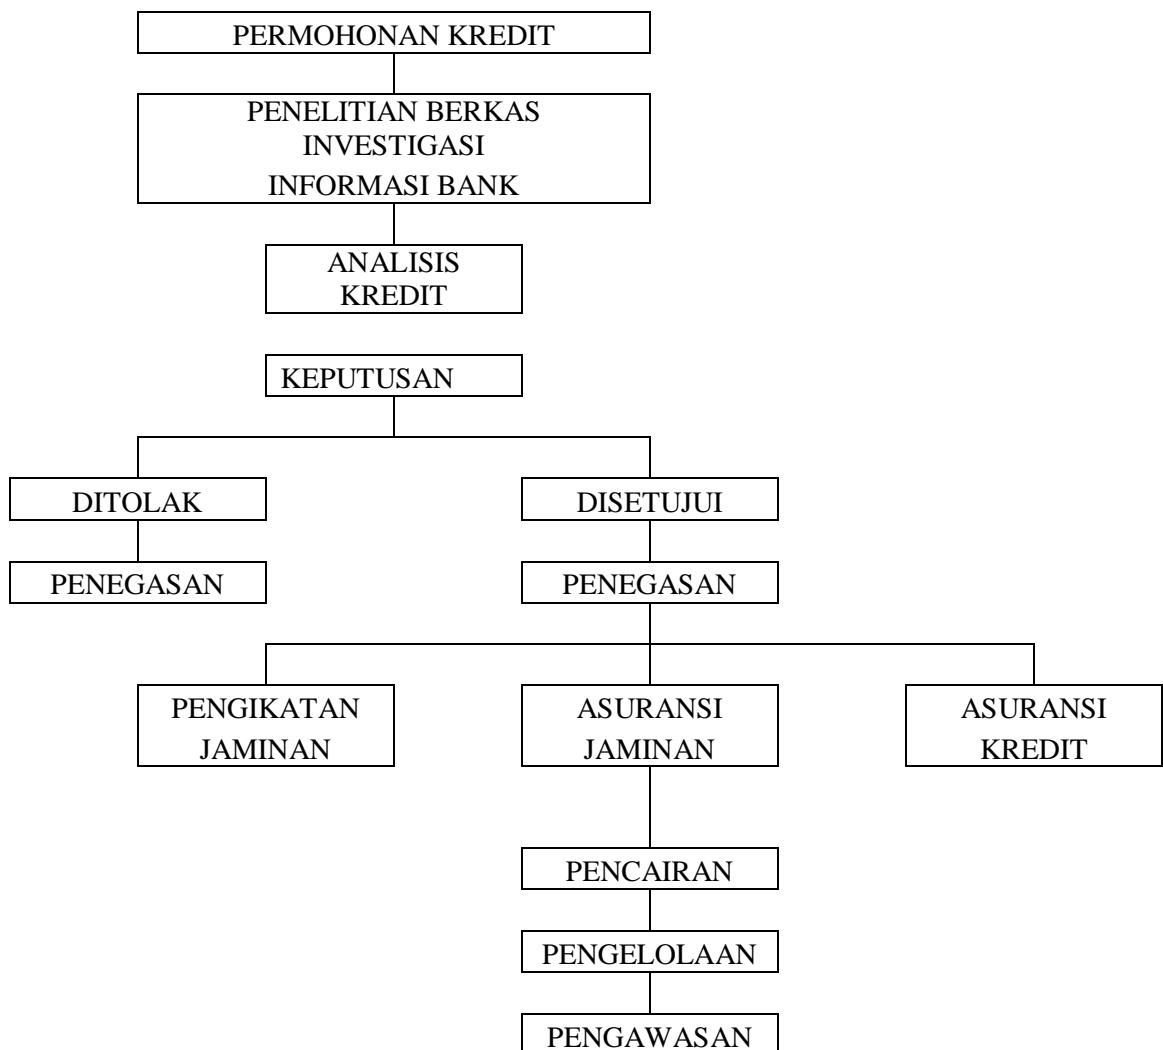 PERMOHONAN KREDIT
PENELITIAN BERKAS
INVESTIGASI
INFORMASI BANK
ANALISIS
KREDIT
KEPUTUSAN
DITOLAK
DISETUJUI
PENEGASAN
PENEGASAN
PENGIKATAN
JAMINAN
ASURANSI
JAMINAN
ASURANSI
KREDIT
PENCAIRAN
PENGELOLAAN
PENGAWASAN